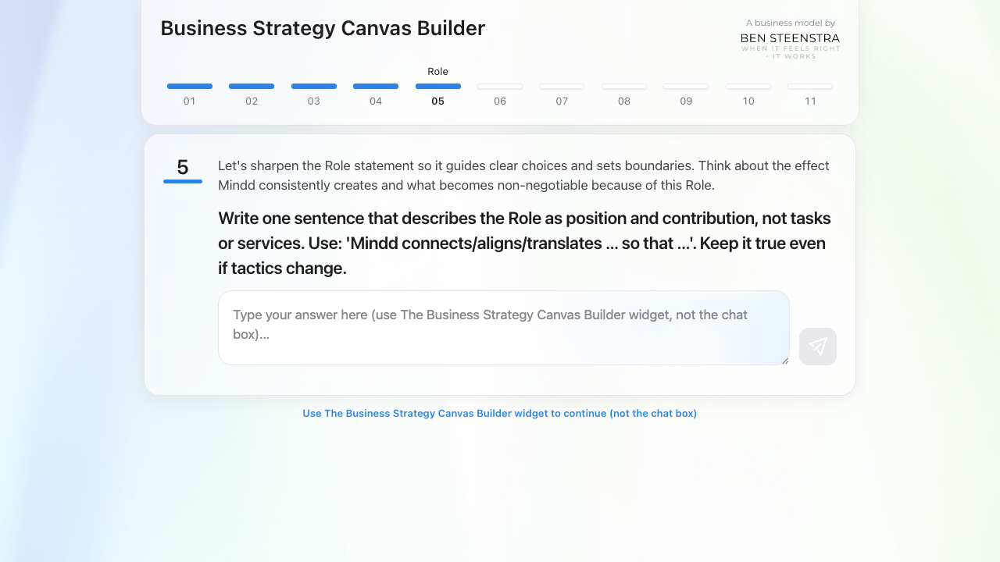 Business Strategy Canvas Builder
A business model by
BEN STEENSTRA
WHEN IT FEELS RIGHT
- IT WORKS
Role
01 02 03 04 05 06 07 08 09 10 11
5
Let's sharpen the Role statement so it guides clear choices and sets boundaries. Think about the effect
Mindd consistently creates and what becomes non-negotiable because of this Role.
Write one sentence that describes the Role as position and contribution, not tasks
or services. Use: 'Mindd connects/aligns/translates ... so that ...'. Keep it true even
if tactics change.
Type your answer here (use The Business Strategy Canvas Builder widget, not the chat
box)...
Use The Business Strategy Canvas Builder widget to continue (not the chat box)